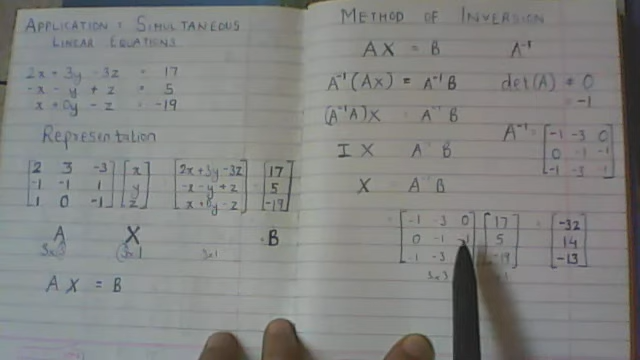 APPLICATION : SIMULTANEOUS
LINEAR EQUATIONS
2x + 3y - 3z = 17
-x - y + z = 5
x + 0y - z = -19
Representation
[2 3 -3] [x] [2x+3y-3z] = [17]
[-1 -1 1] [y] [-x-y+z] [5]
[1 0 -1] [z] [x+0y-z] [-19]
A X = B
3x1 3x1
A X = B
METHOD OF INVERSION
AX = B A⁻¹
A⁻¹(AX) = A⁻¹B det(A) ≠ 0
= -1
(A⁻¹A)X = A⁻¹B
A⁻¹ = [-1 -3 0]
[0 -1 -1]
[-1 -3 1]
I X A⁻¹B
X A⁻¹B
[-1 -3 0] [17] = [-32]
[0 -1 -1] [5] [14]
[-1 -3 [-19] [-13]
3x3